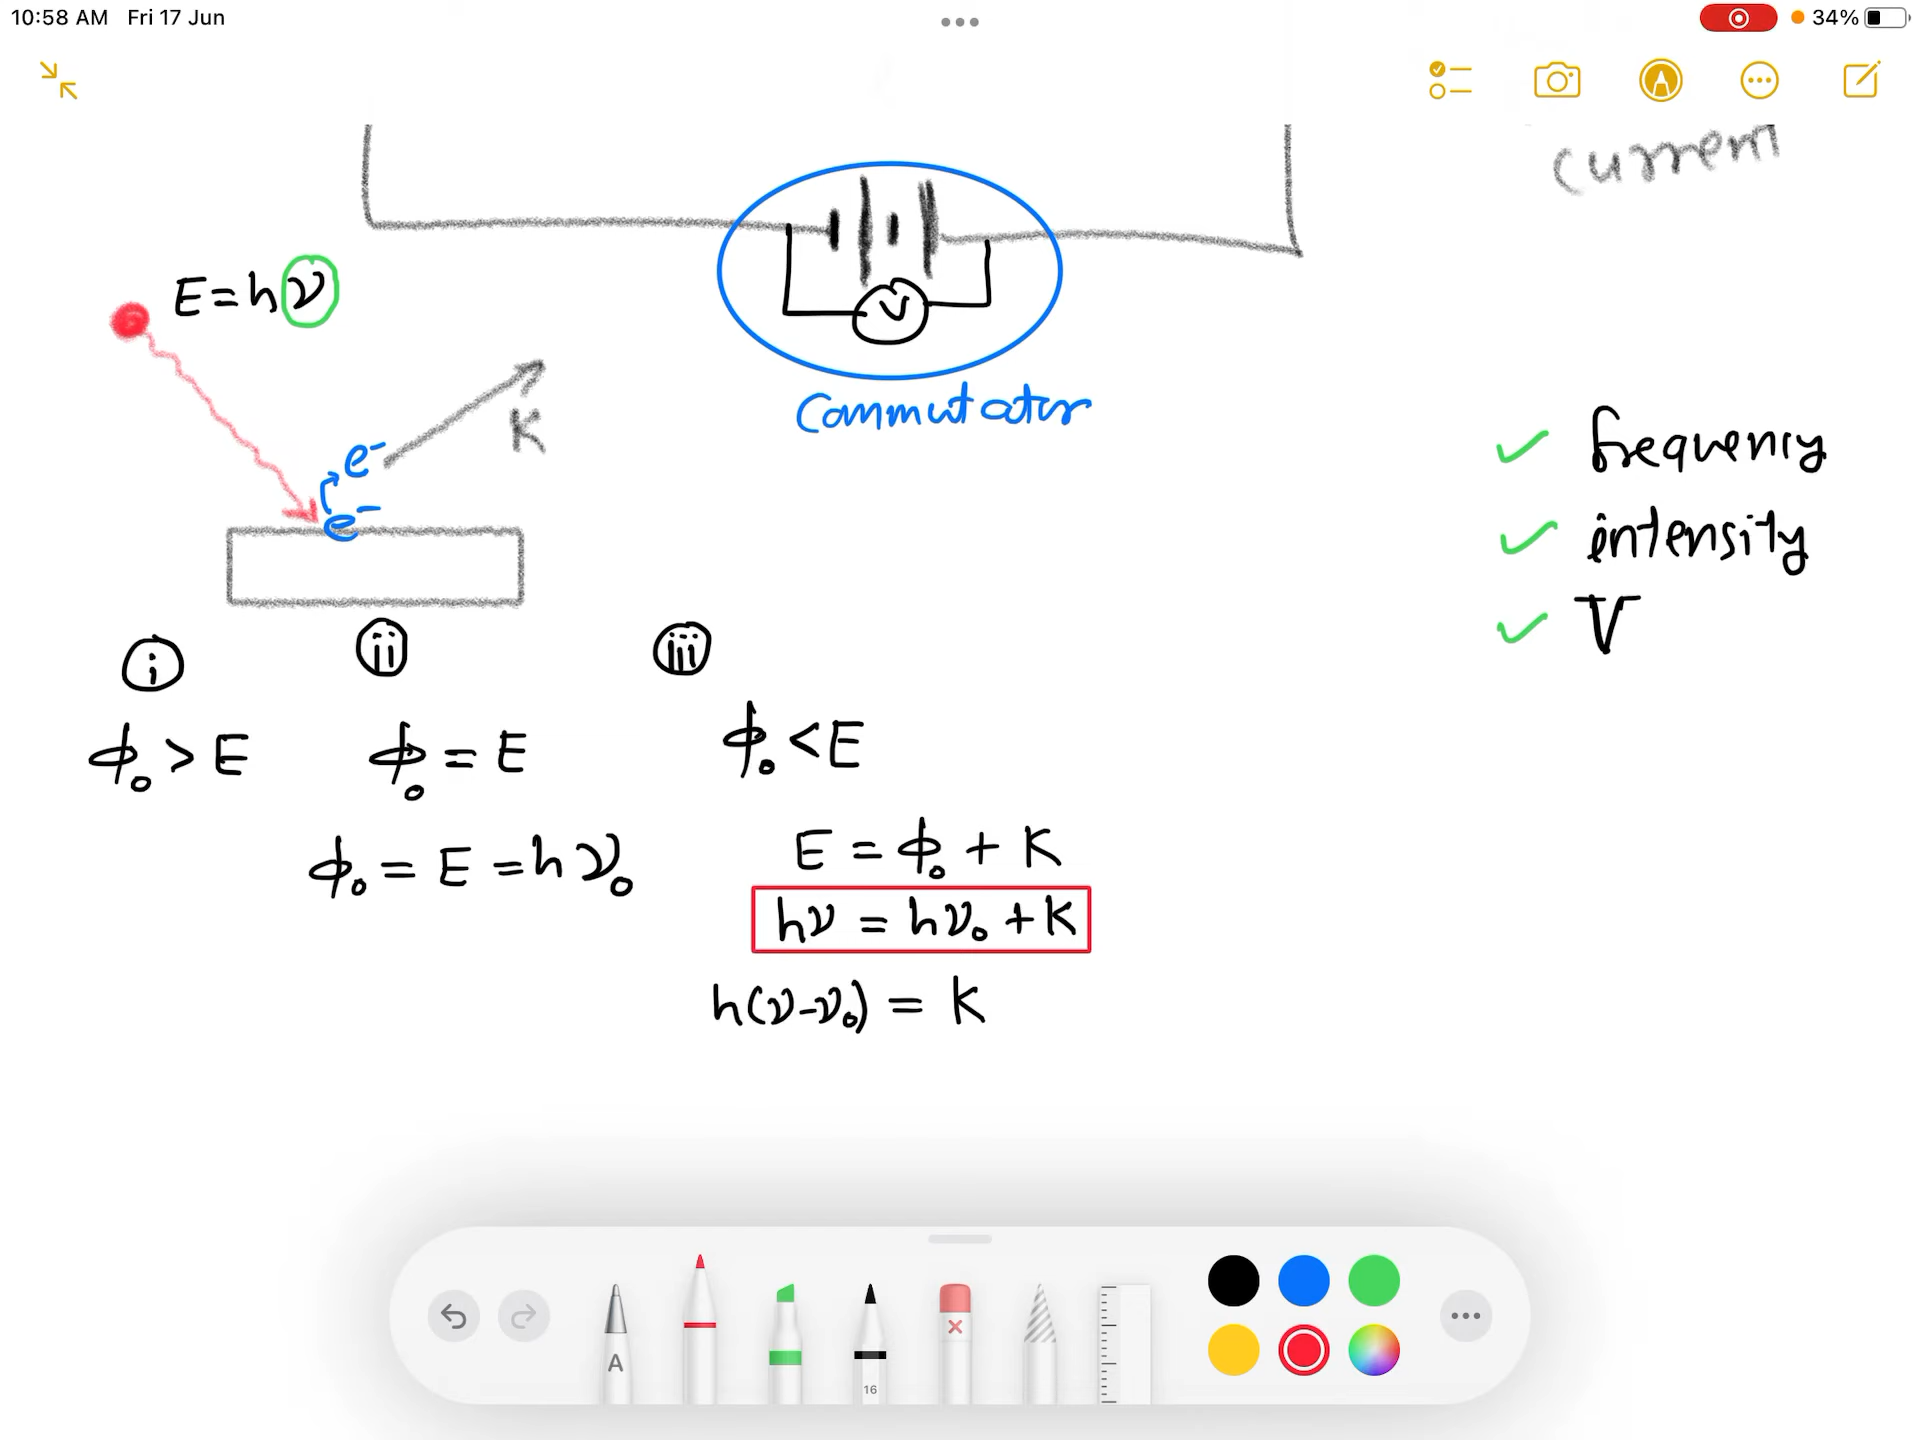 10:58 AM Fri 17 Jun
34%
current
E = hν
V
Commutator
K
e⁻
e⁻
✓ frequency
✓ intensity
✓ V
i
ii
iii
ϕ₀ > E
ϕ₀ = E
ϕ₀ < E
ϕ₀ = E = hν₀
E = ϕ₀ + K
hν = hν₀ + K
h(ν-ν₀) = K
A
16